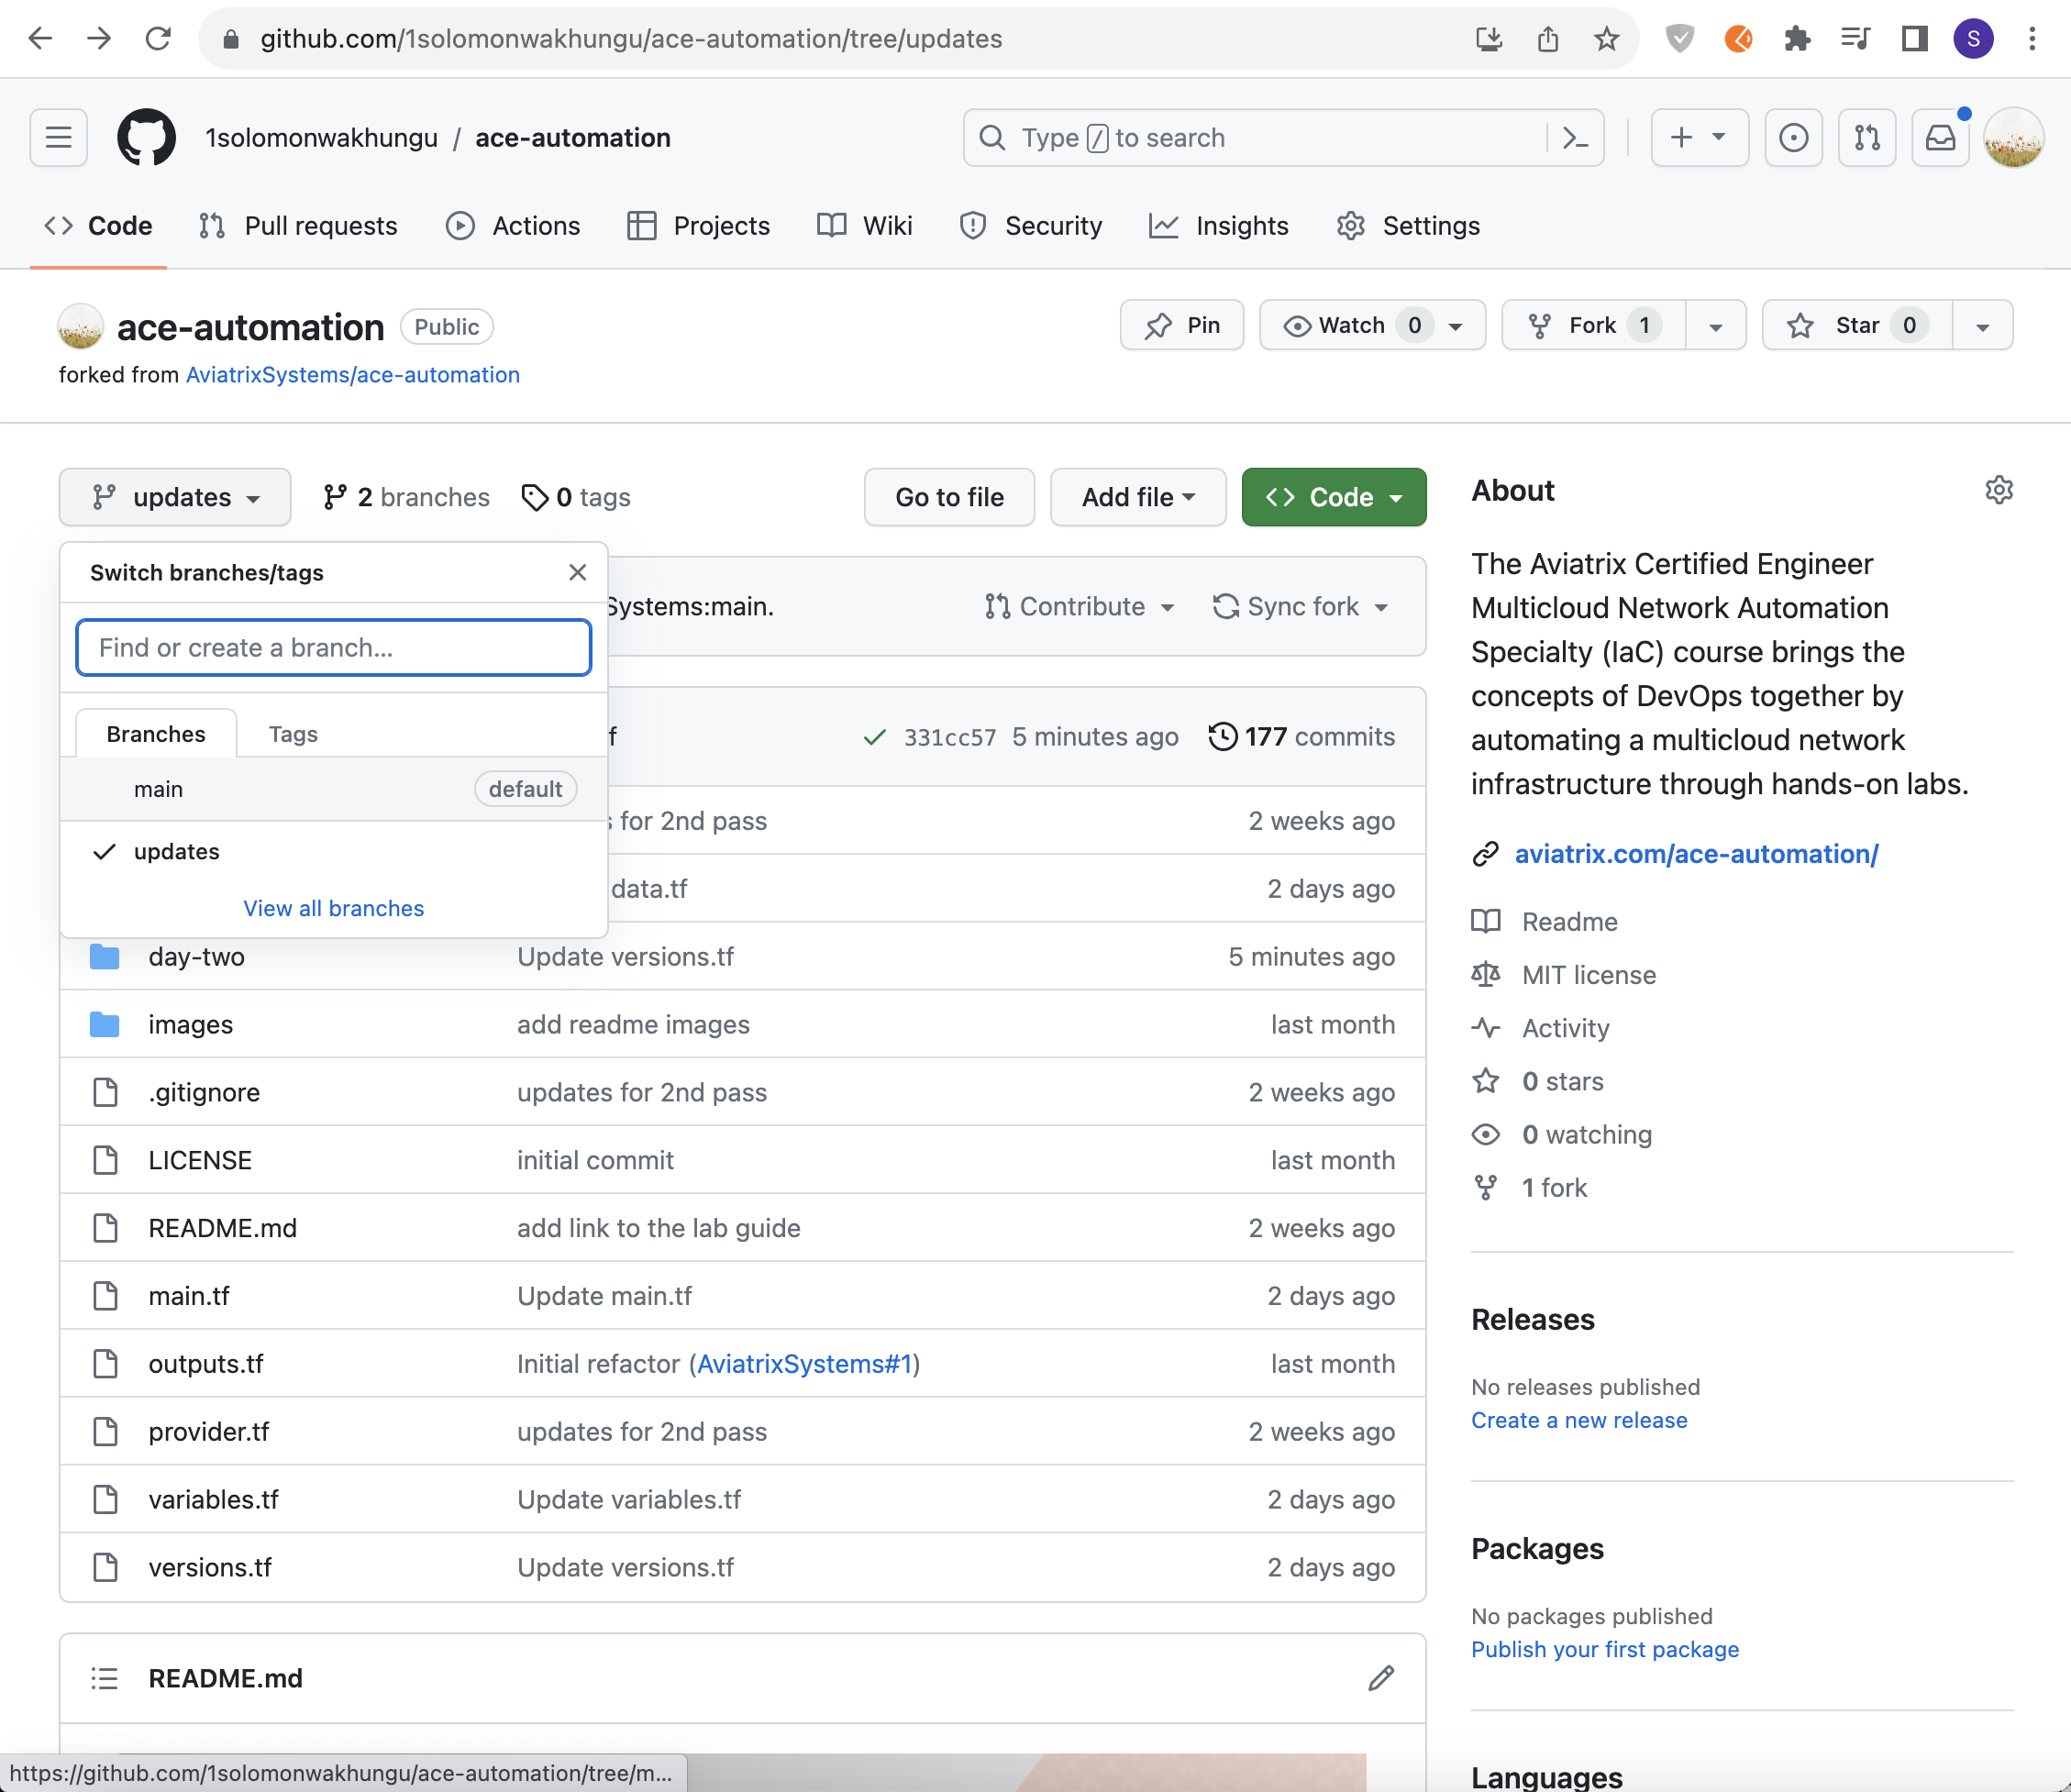 github.com/1solomonwakhungu/ace-automation/tree/updates
S
1solomonwakhungu / ace-automation
Type / to search
Code
Pull requests
Actions
Projects
Wiki
Security
Insights
Settings
ace-automation
Public
Pin
Watch 0
Fork 1
Star 0
forked from AviatrixSystems/ace-automation
updates
2 branches
0 tags
Go to file
Add file
Code
Switch branches/tags
Find or create a branch...
Branches
Tags
main
default
updates
View all branches
Systems:main.
Contribute
Sync fork
331cc57
5 minutes ago
177 commits
for 2nd pass
2 weeks ago
data.tf
2 days ago
day-two
Update versions.tf
5 minutes ago
images
add readme images
last month
.gitignore
updates for 2nd pass
2 weeks ago
LICENSE
initial commit
last month
README.md
add link to the lab guide
2 weeks ago
main.tf
Update main.tf
2 days ago
outputs.tf
Initial refactor (AviatrixSystems#1)
last month
provider.tf
updates for 2nd pass
2 weeks ago
variables.tf
Update variables.tf
2 days ago
versions.tf
Update versions.tf
2 days ago
README.md
About
The Aviatrix Certified Engineer
Multicloud Network Automation
Specialty (IaC) course brings the
concepts of DevOps together by
automating a multicloud network
infrastructure through hands-on labs.
aviatrix.com/ace-automation/
Readme
MIT license
Activity
0 stars
0 watching
1 fork
Releases
No releases published
Create a new release
Packages
No packages published
Publish your first package
Languages
https://github.com/1solomonwakhungu/ace-automation/tree/m...